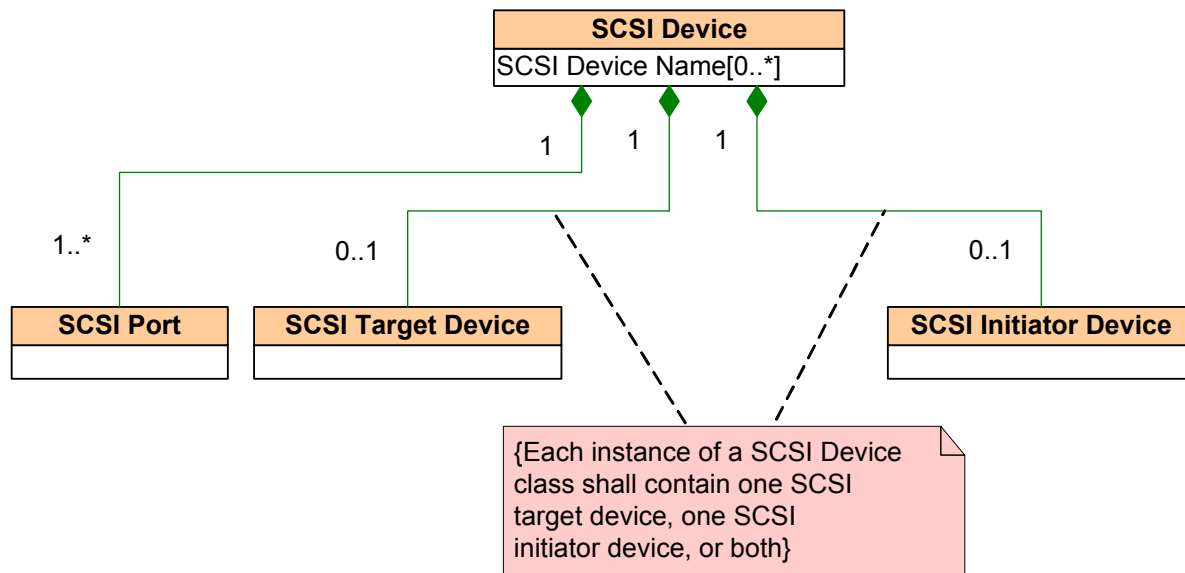 SCSI Device
SCSI Device Name[0..*]
1
1
1
1..*
0..1
0..1
SCSI Port
SCSI Target Device
SCSI Initiator Device
{Each instance of a SCSI Device
class shall contain one SCSI
target device, one SCSI
initiator device, or both}